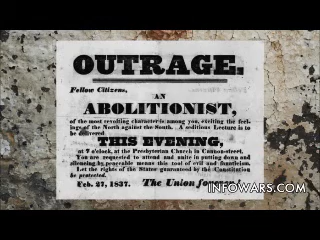 OUTRAGE.
Fellow Citizens,
AN
ABOLITIONIST,
of the most revolting character is among you, exciting the feel-
ings of the North against the South. A seditious Lecture is to
be delivered
THIS EVENING,
at 7 o'clock, at the Presbyterian Church in Cannon-street.
You are requested to attend and unite in putting down and
silencing by peaceable means this tool of evil and fanaticism.
Let the rights of the States guaranteed by the Constitution
be protected.
Feb. 27, 1837. The Union forever!
INFOWARS.COM